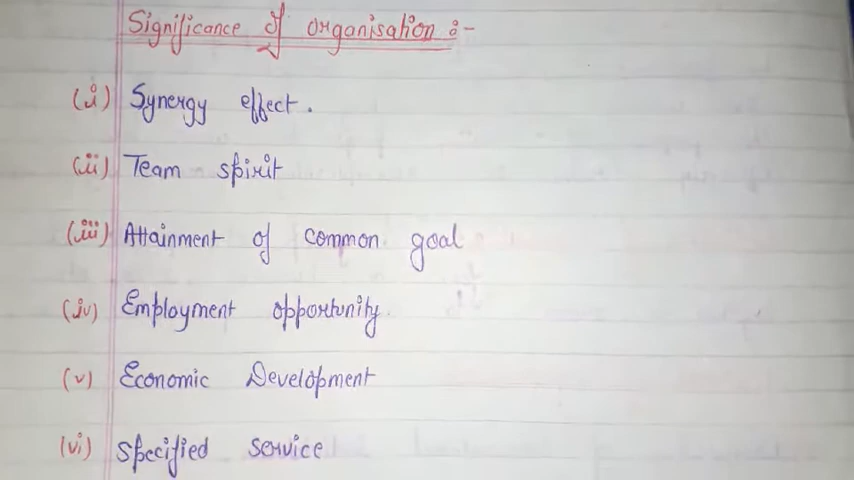 Significance of organisation :-
(i) Synergy effect.
(ii) Team spirit
(iii) Attainment of common goal
(iv) Employment opportunity.
(v) Economic Development
(vi) specified service